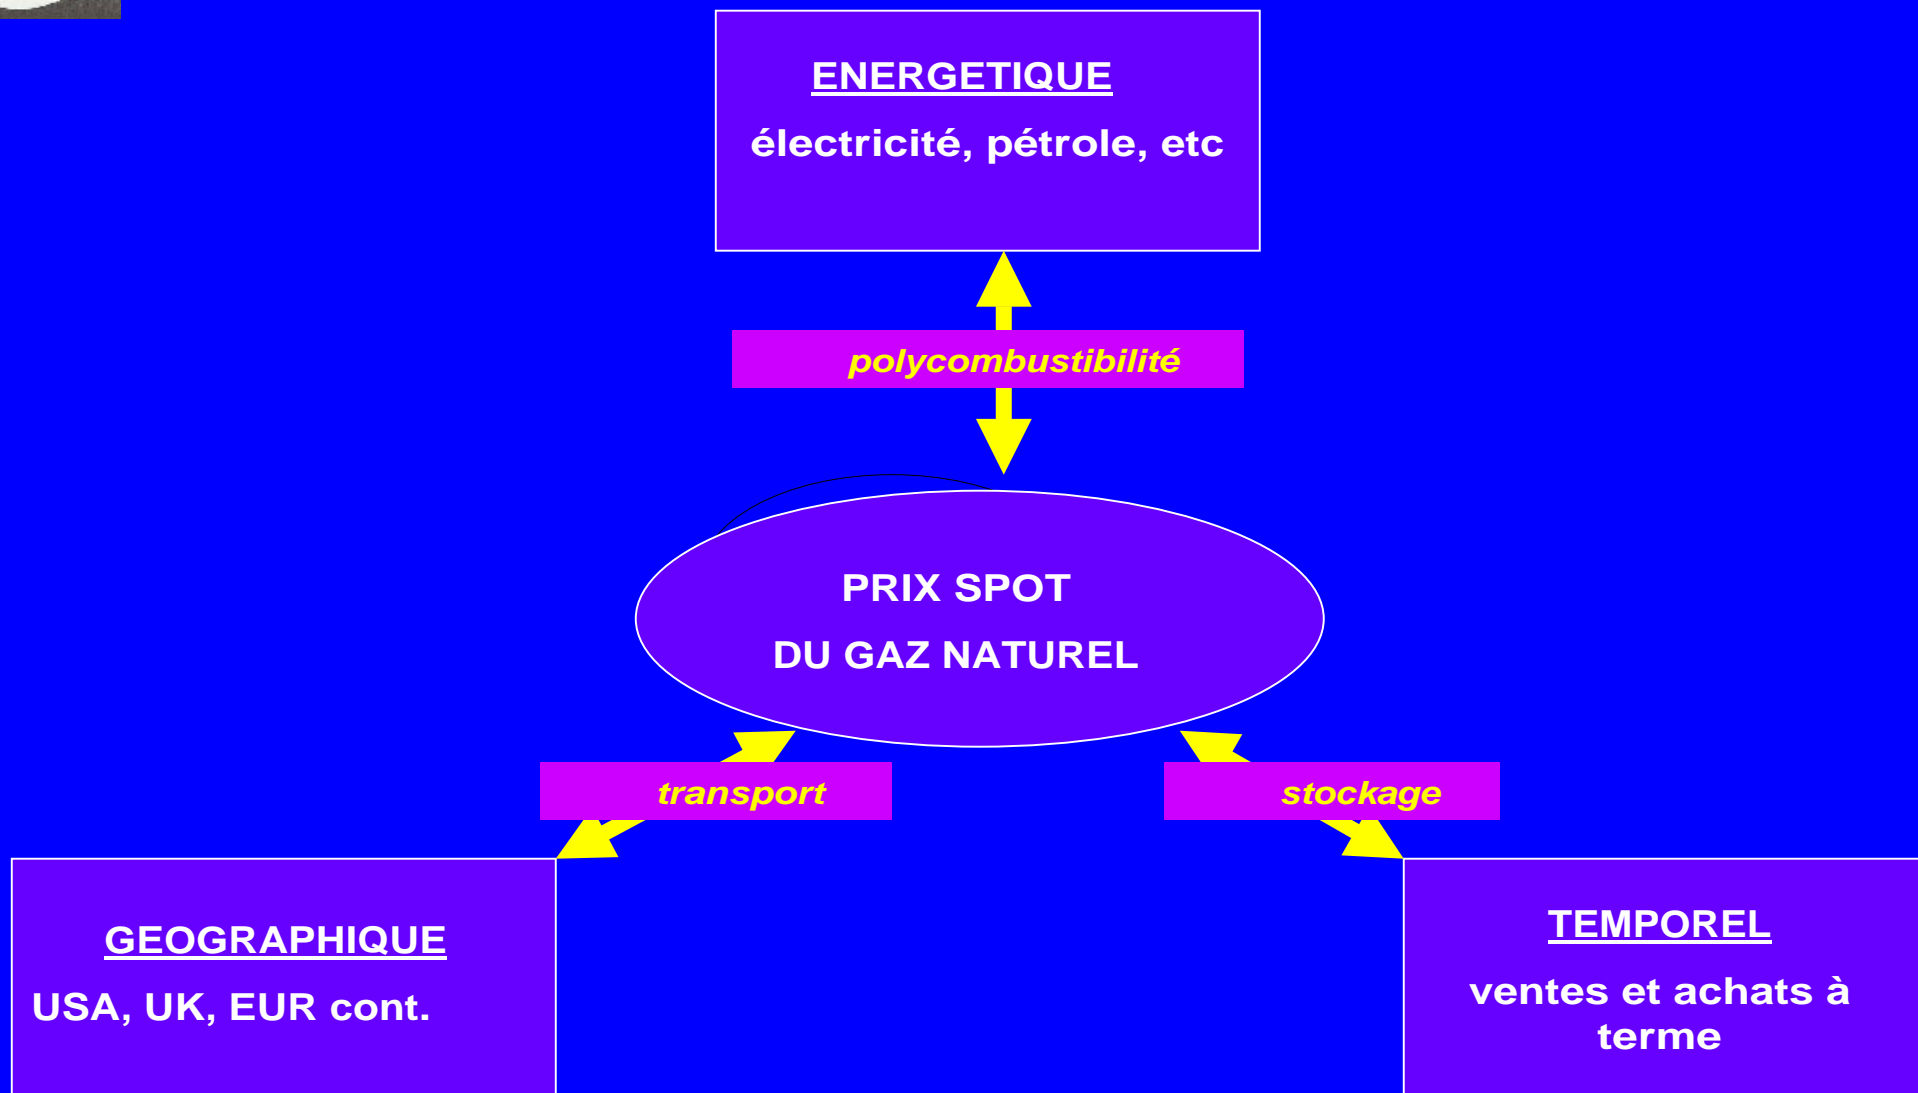 ENERGETIQUE
électricité, pétrole, etc
polycombustibilité
PRIX SPOT
DU GAZ NATUREL
transport
stockage
GEOGRAPHIQUE
USA, UK, EUR cont.
TEMPOREL
ventes et achats à
terme